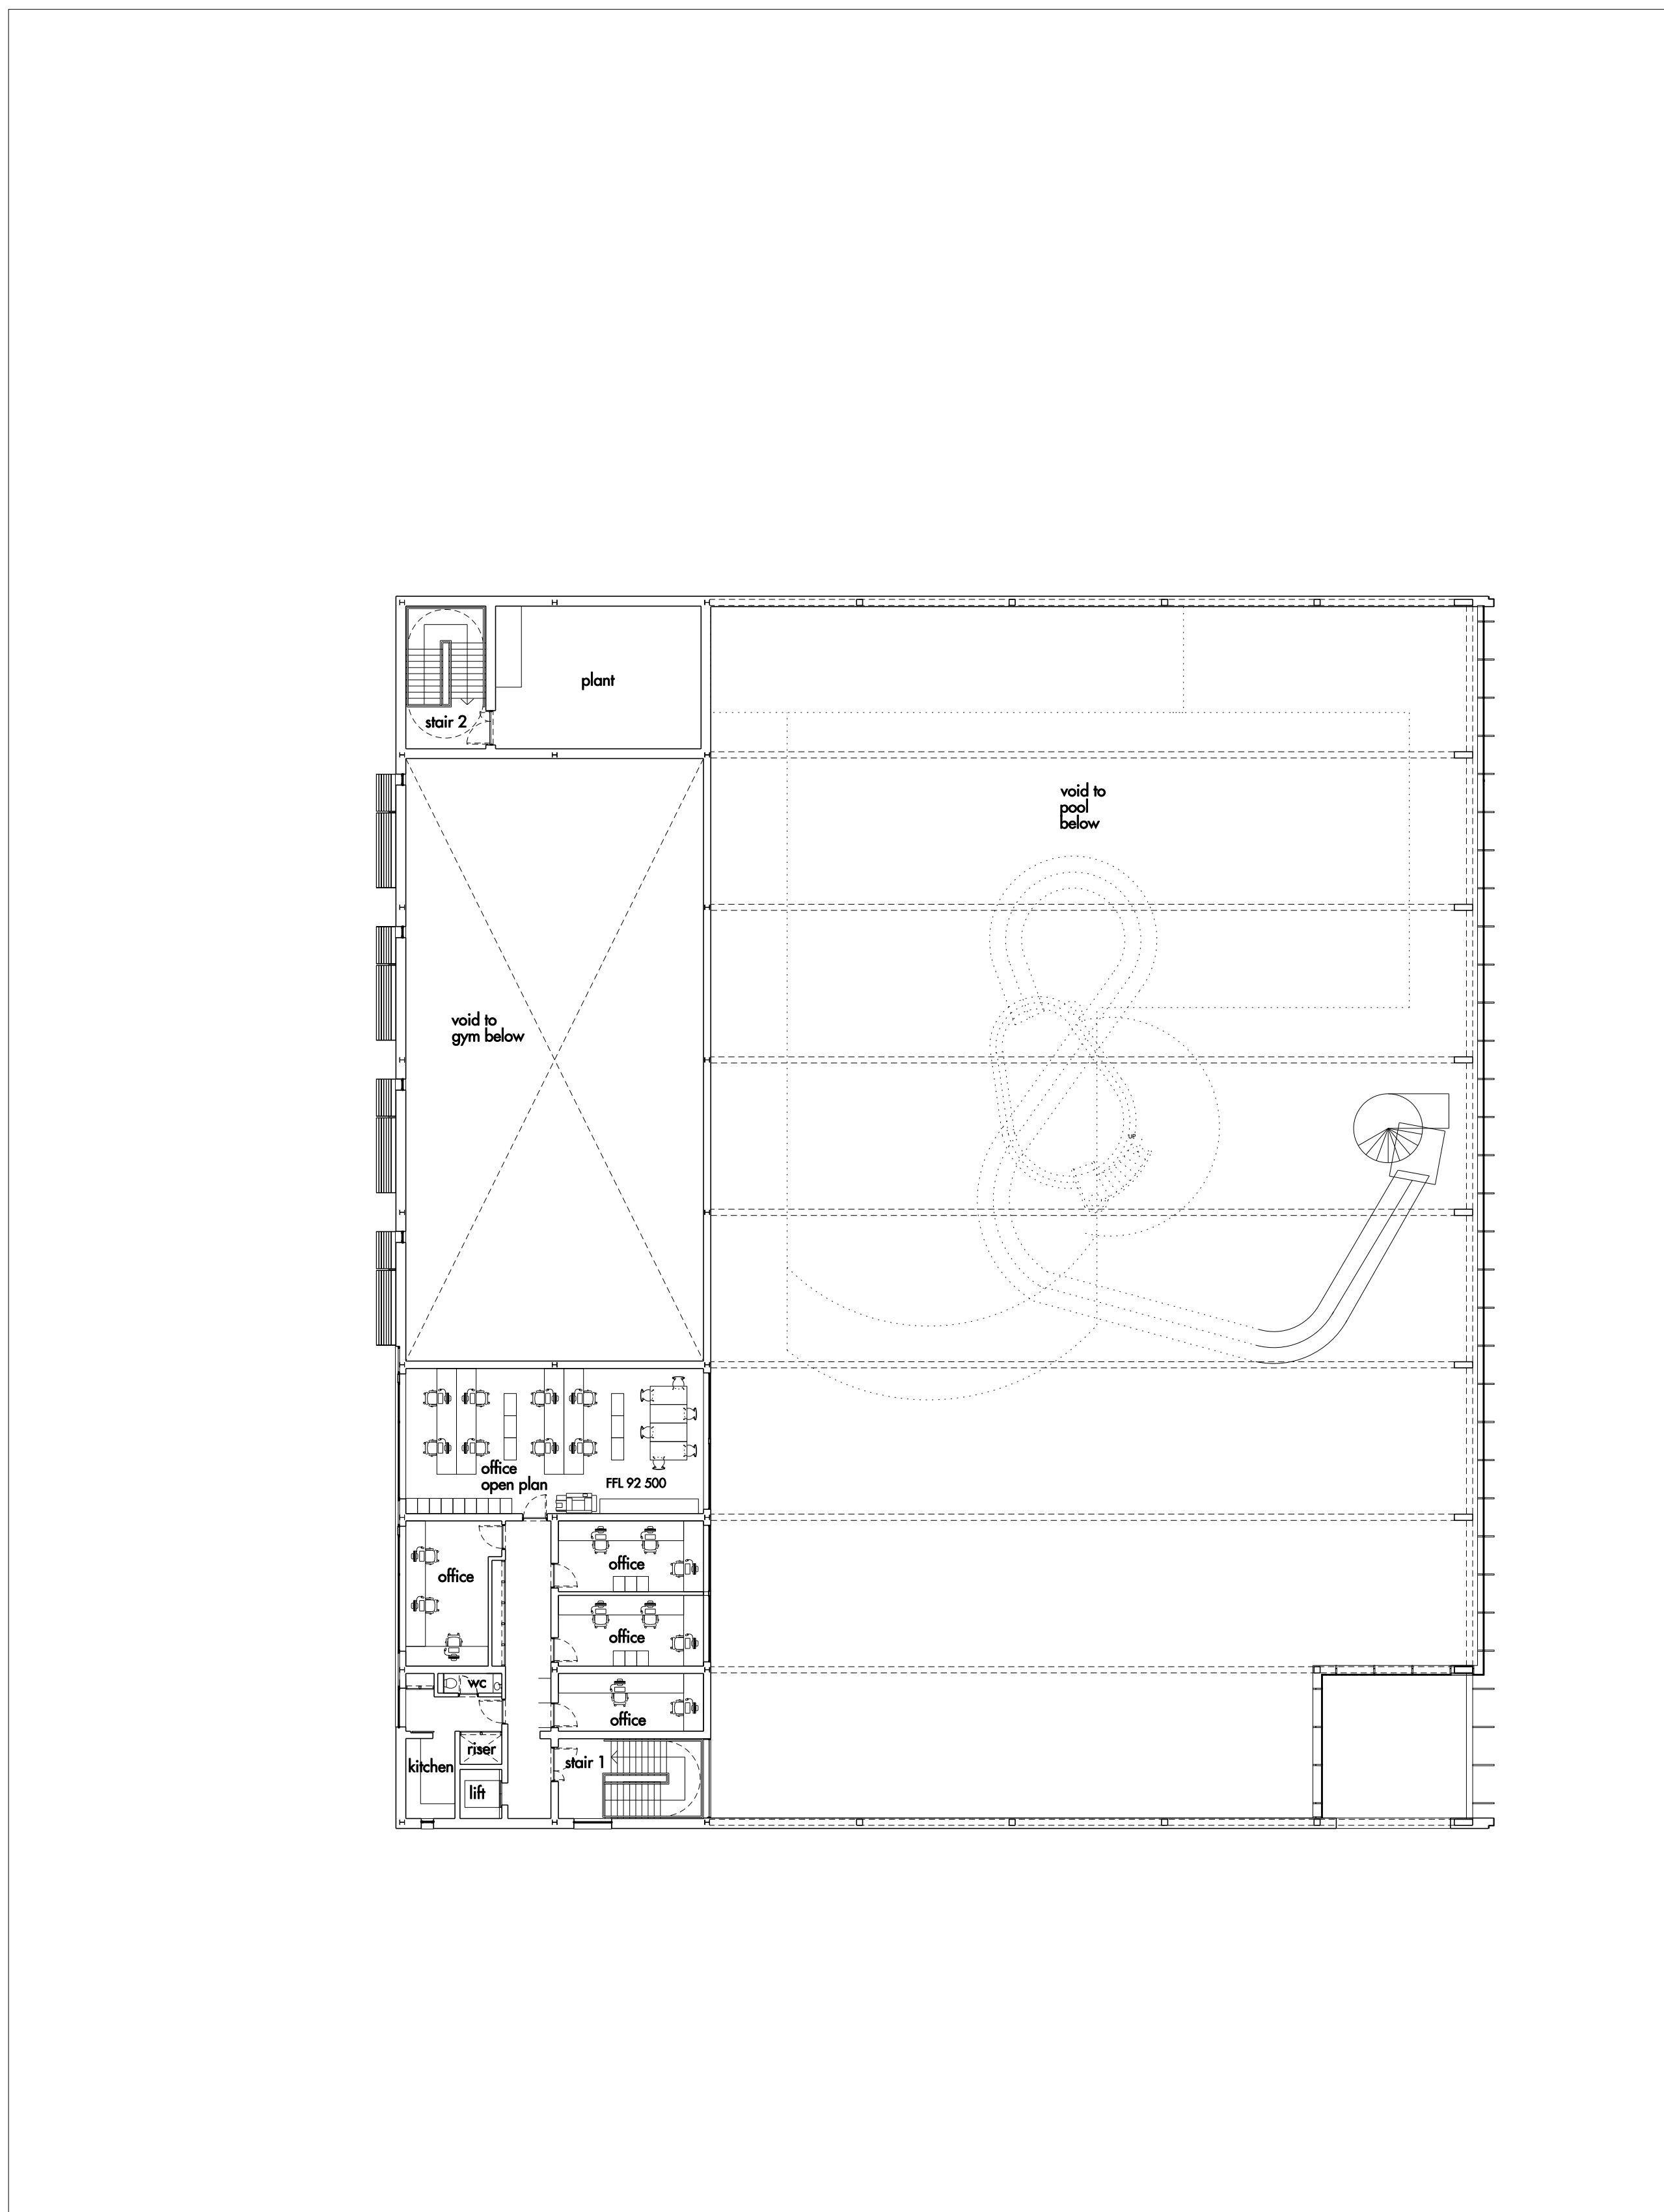 plant
stair 2
void to
pool
below
void to
gym below
UP
office
open plan
FFL 92 500
office
office
office
wc
office
riser
stair 1
kitchen
lift